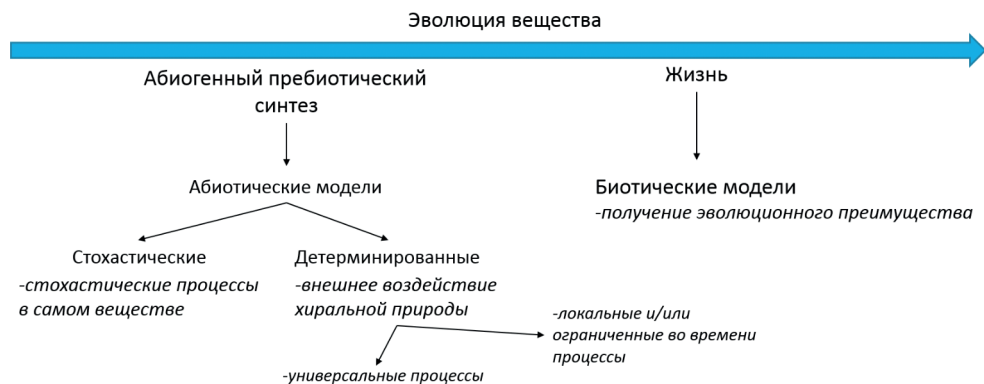 Эволюция вещества
Абиогенный пребиотический
синтез
Жизнь
Абиотические модели
Биотические модели
-получение эволюционного преимущества
Стохастические
-стохастические процессы
в самом веществе
Детерминированные
-внешнее воздействие
хиральной природы
-локальные и/или
ограниченные во времени
процессы
-универсальные процессы